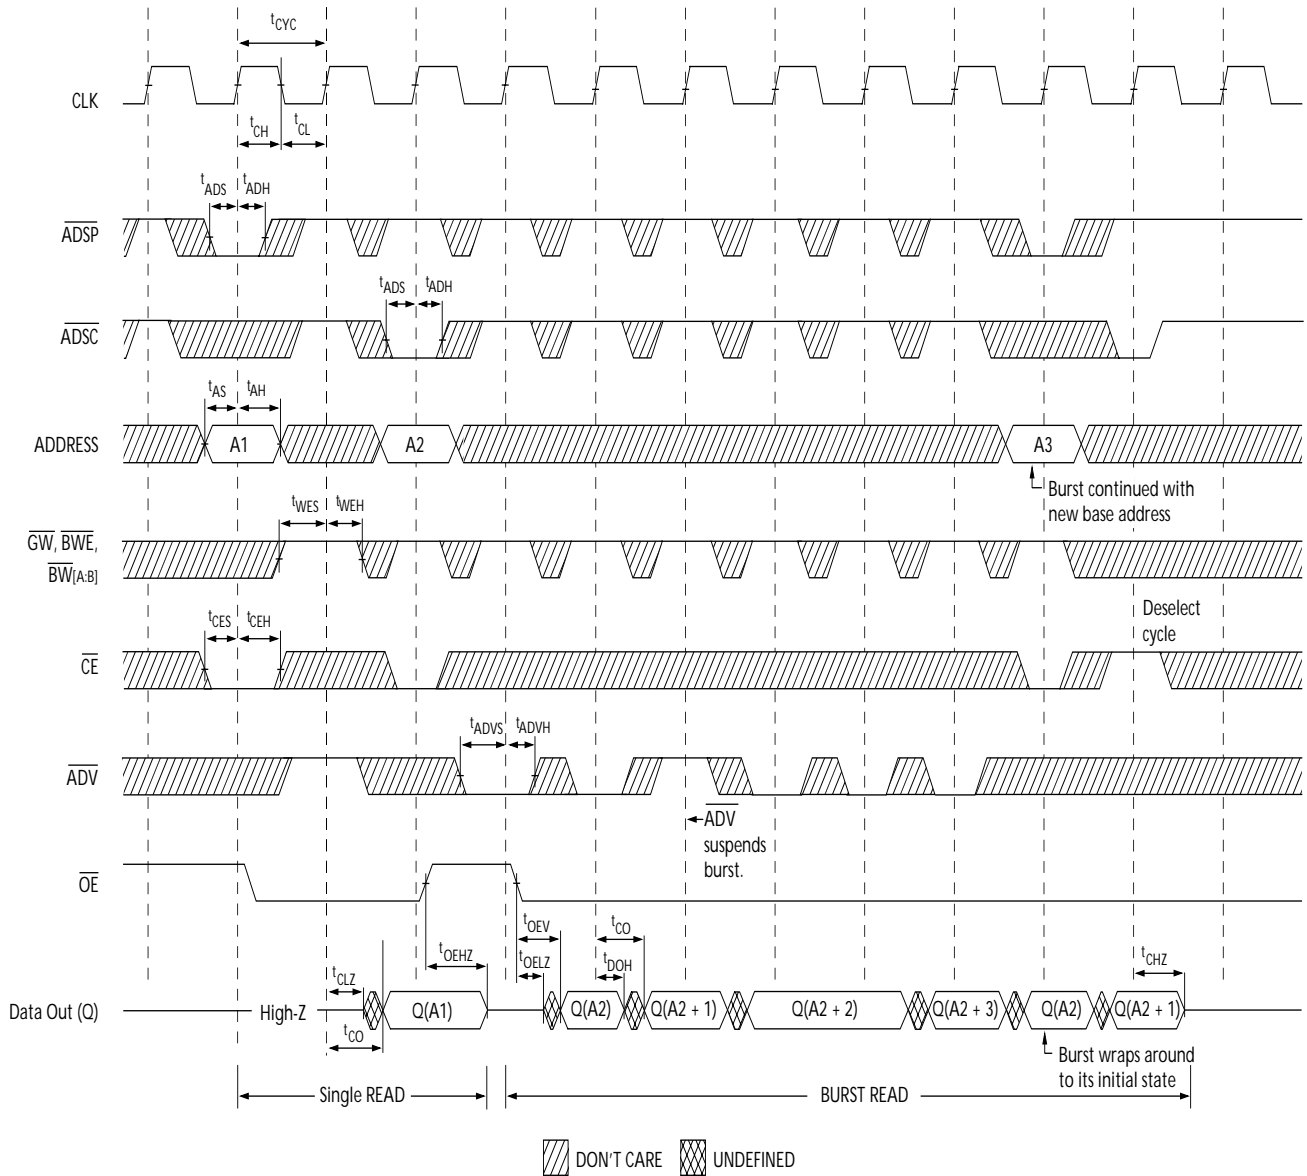 tCYC
CLK
tCH
tCL
tADS
tADH
ADSP
tADS
tADH
ADSC
tAS
tAH
ADDRESS
A1
A2
A3
Burst continued with
new base address
tWES
tWEH
GW, BWE,
BW[A:B]
Deselect
cycle
tCES
tCEH
CE
tADVS
tADVH
ADV
ADV
suspends
burst.
OE
tOEV
tCO
tOEHZ
tOELZ
tDOH
tCLZ
tCHZ
Data Out (Q)
High-Z
Q(A1)
Q(A2)
Q(A2 + 1)
Q(A2 + 2)
Q(A2 + 3)
Q(A2)
Q(A2 + 1)
tCO
Burst wraps around
to its initial state
Single READ
BURST READ
DON'T CARE
UNDEFINED